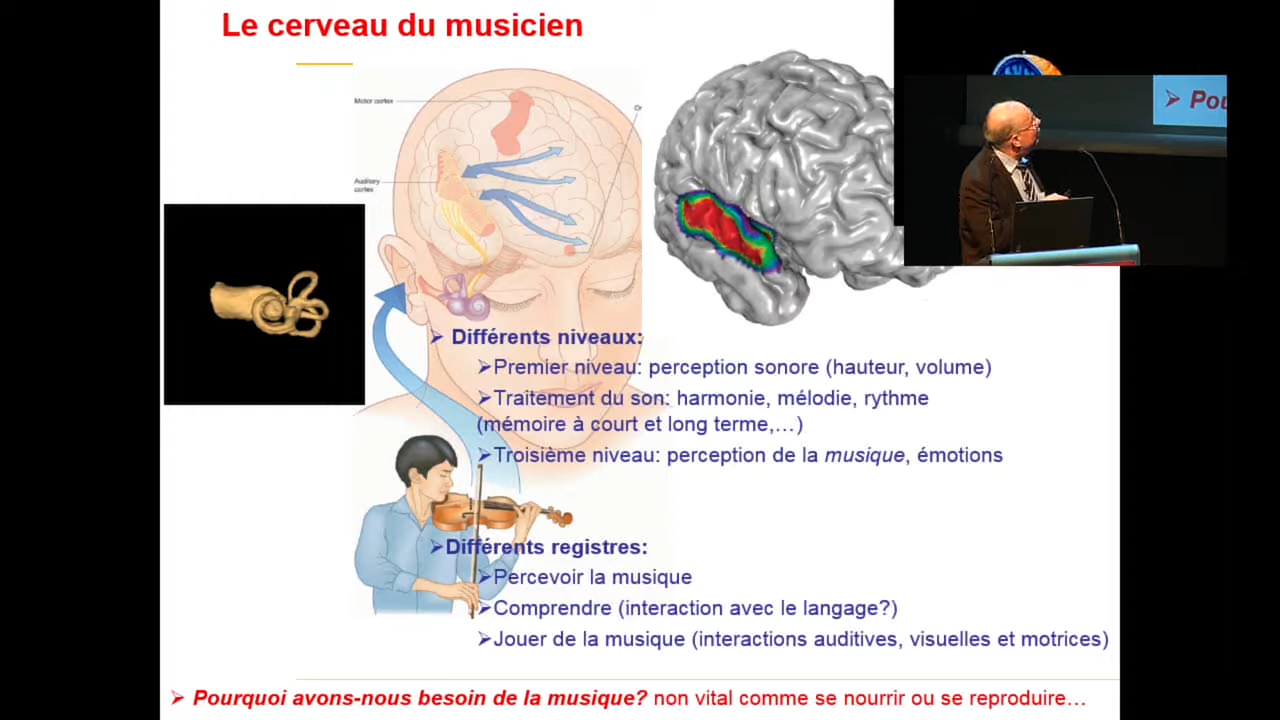 Le cerveau du musicien
Motor cortex
Or
Auditory
cortex
➢ Pou
➢ Différents niveaux:
➢Premier niveau: perception sonore (hauteur, volume)
➢Traitement du son: harmonie, mélodie, rythme
(mémoire à court et long terme,…)
➢Troisième niveau: perception de la musique, émotions
➢Différents registres:
➢Percevoir la musique
➢Comprendre (interaction avec le langage?)
➢Jouer de la musique (interactions auditives, visuelles et motrices)
➢ Pourquoi avons-nous besoin de la musique? non vital comme se nourrir ou se reproduire…